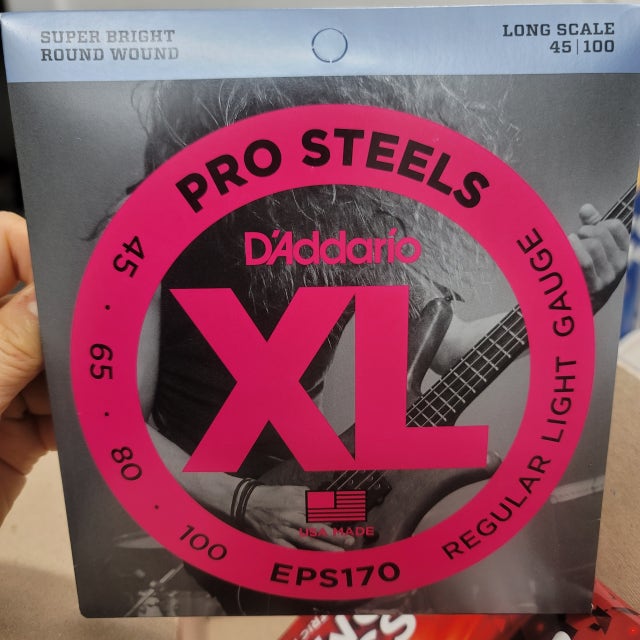 SUPER BRIGHT
ROUND WOUND
LONG SCALE
45|100
PRO STEELS
D'Addario
XL
USA MADE
45 · 65 · 80 · 100
EPS170
REGULAR LIGHT GAUGE